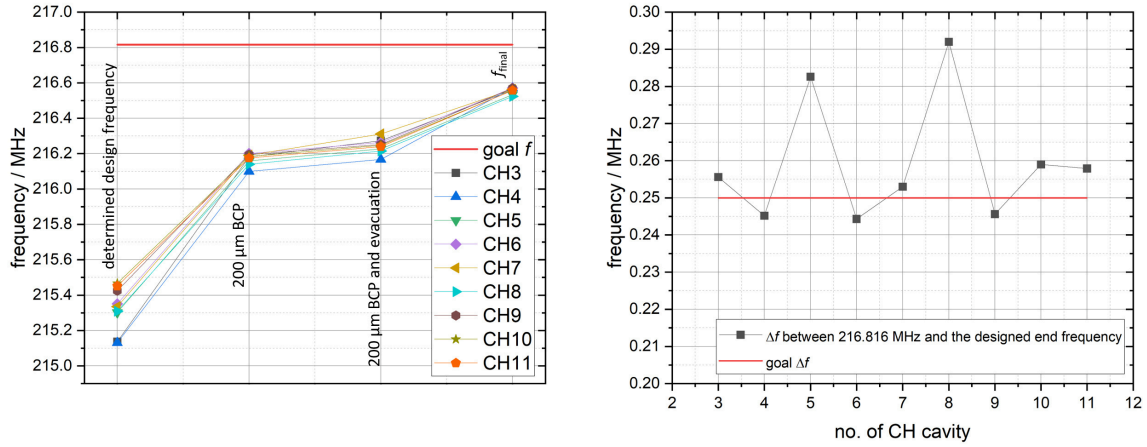 217.0
216.8
216.6
216.4
216.2
216.0
215.8
215.6
215.4
215.2
215.0
frequency / MHz
determined design frequency
200 µm BCP
200 µm BCP and evacuation
f_final
goal f
CH3
CH4
CH5
CH6
CH7
CH8
CH9
CH10
CH11
0.30
0.29
0.28
0.27
0.26
0.25
0.24
0.23
0.22
0.21
0.20
frequency / MHz
Δf between 216.816 MHz and the designed end frequency
goal Δf
2 3 4 5 6 7 8 9 10 11 12
no. of CH cavity